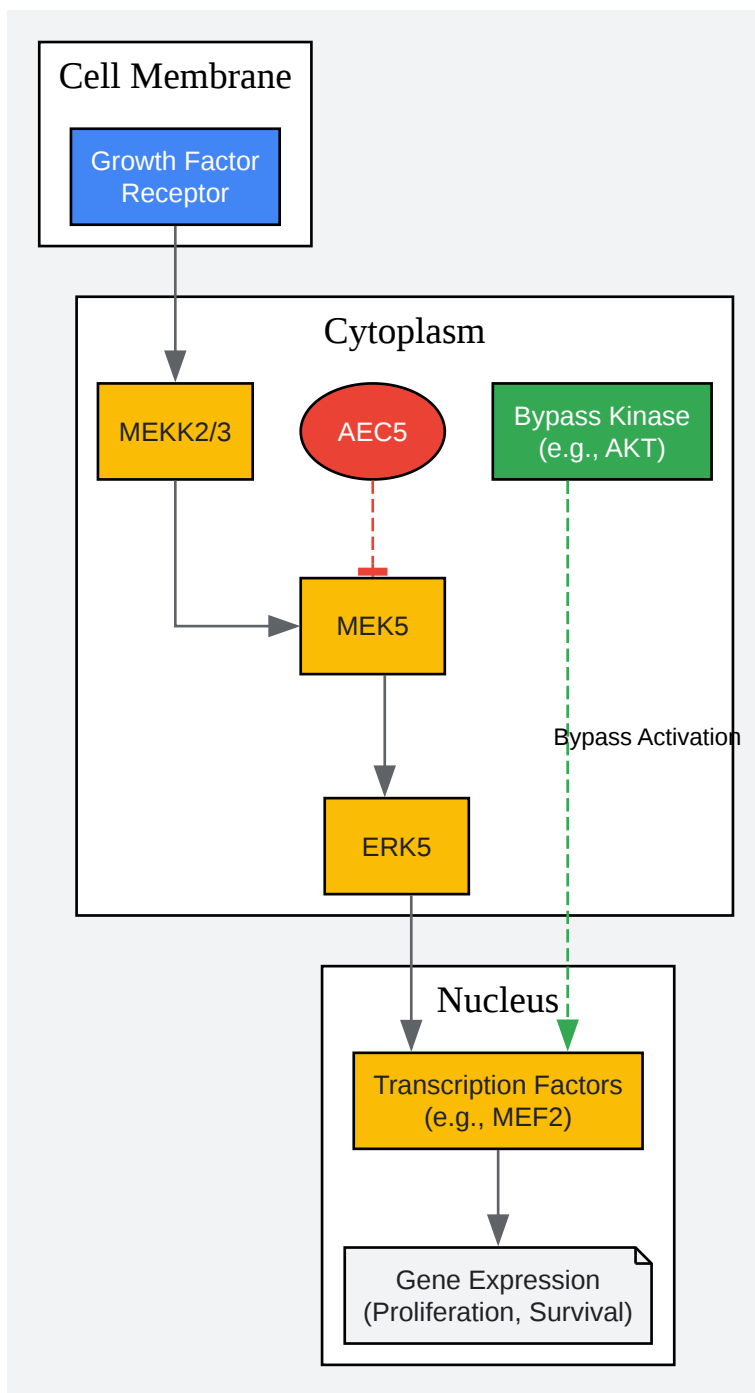 Cell Membrane
Growth Factor
Receptor
Cytoplasm
MEKK2/3
AEC5
Bypass Kinase
(e.g., AKT)
MEK5
Bypass Activation
ERK5
Nucleus
Transcription Factors
(e.g., MEF2)
Gene Expression
(Proliferation, Survival)